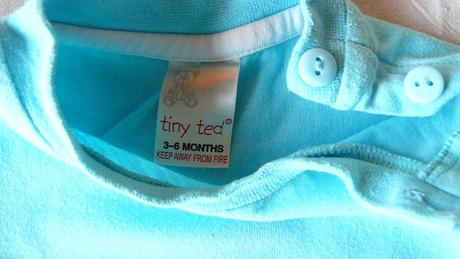 tiny ted®
3-6 MONTHS
KEEP AWAY FROM FIRE